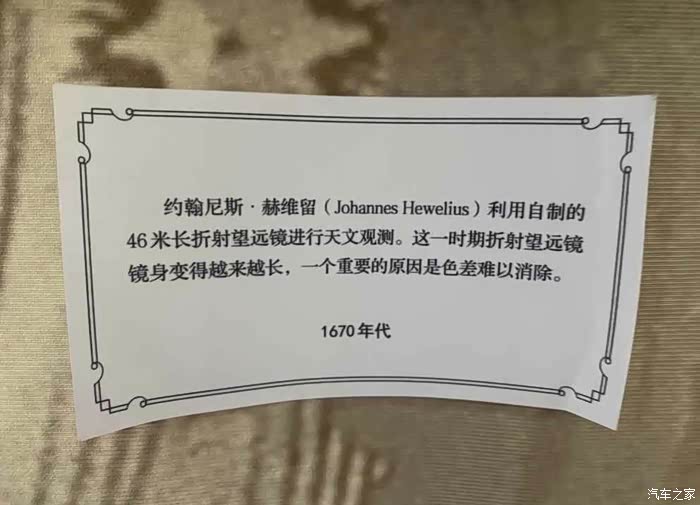 约翰尼斯·赫维留（Johannes Hewelius）利用自制的
46米长折射望远镜进行天文观测。这一时期折射望远镜
镜身变得越来越长，一个重要的原因是色差难以消除。
1670年代
汽车之家